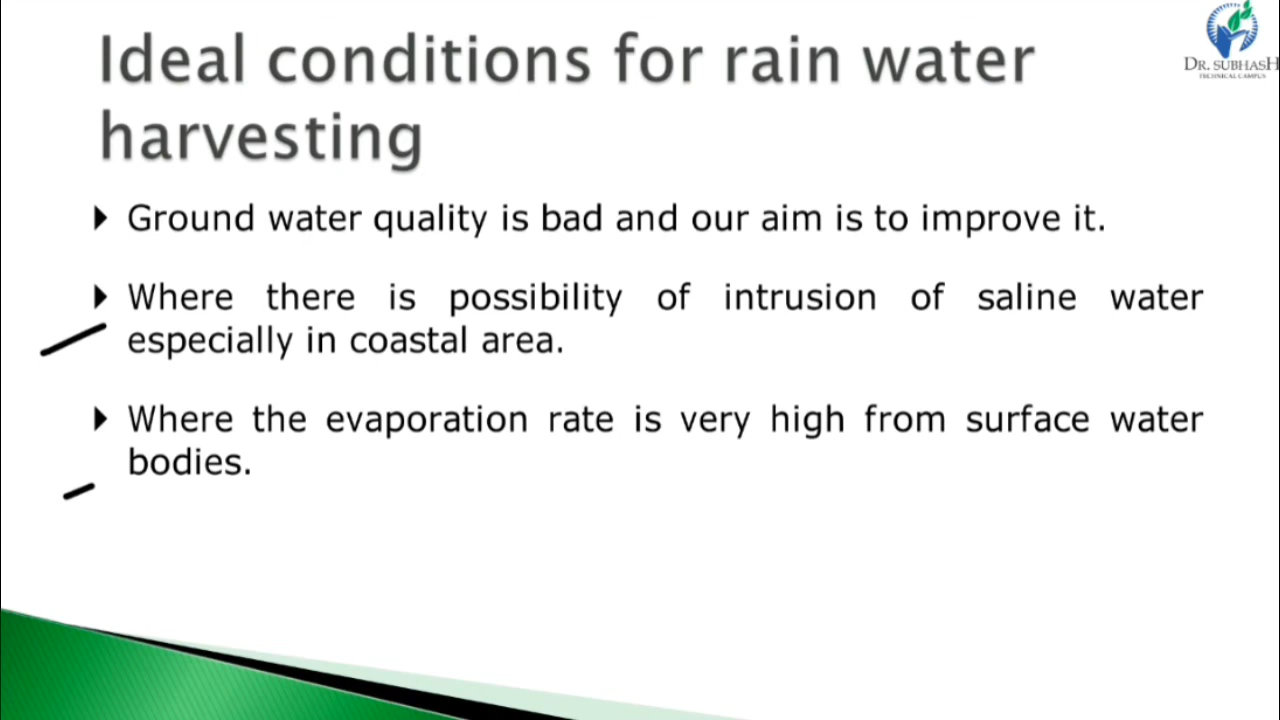 Ideal conditions for rain water
harvesting
Ground water quality is bad and our aim is to improve it.
Where there is possibility of intrusion of saline water
especially in coastal area.
Where the evaporation rate is very high from surface water
bodies.
DR. SUBHASH
TECHNICAL CAMPUS